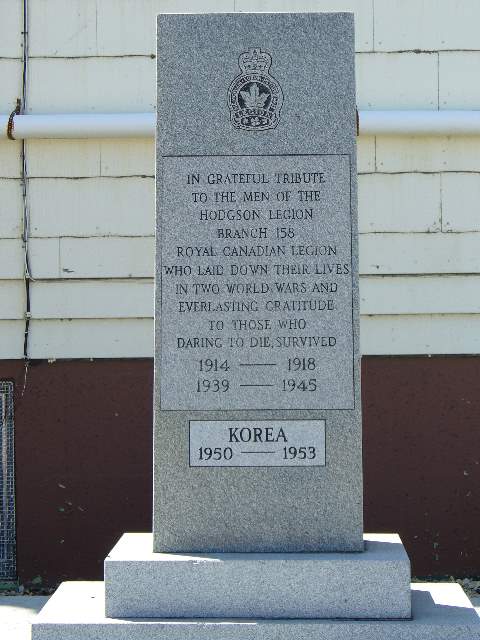 IN GRATEFUL TRIBUTE
TO THE MEN OF THE
HODGSON LEGION
BRANCH 158
ROYAL CANADIAN LEGION
WHO LAID DOWN THEIR LIVES
IN TWO WORLD WARS AND
EVERLASTING GRATITUDE
TO THOSE WHO
DARING TO DIE, SURVIVED
1914 — 1918
1939 — 1945
KOREA
1950 — 1953